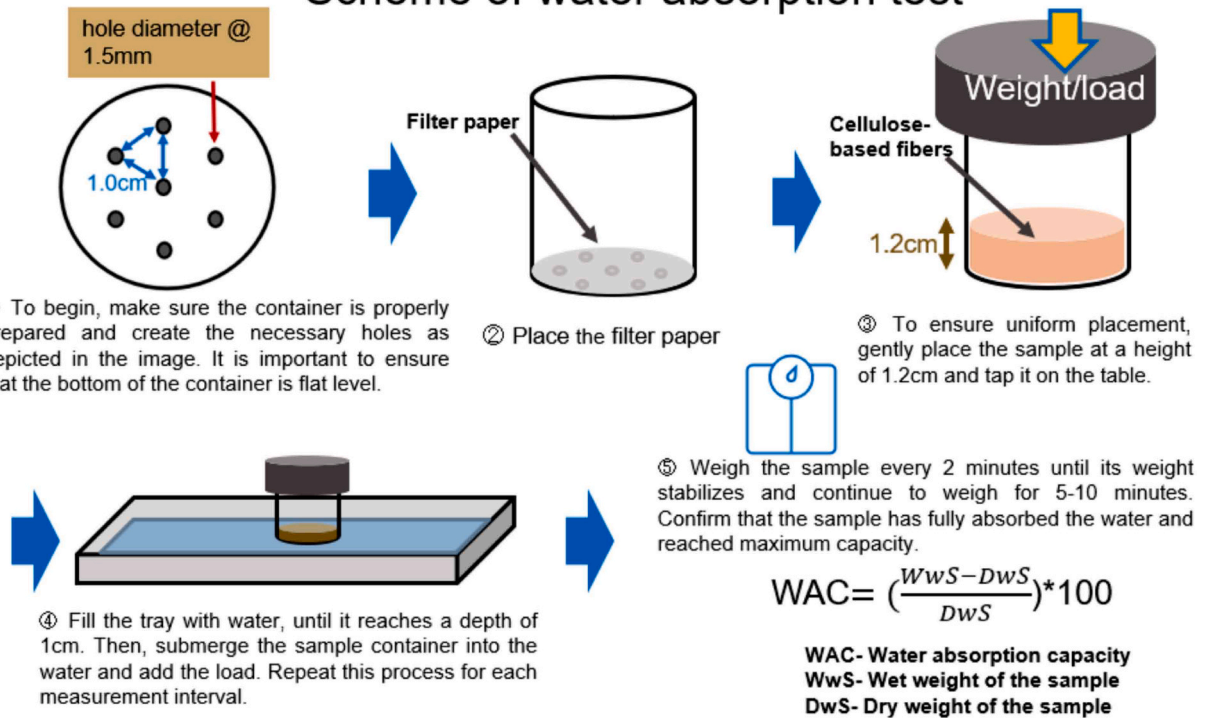 Scheme of water absorption test
hole diameter @
1.5mm
1.0cm
Filter paper
Weight/load
Cellulose-
based fibers
1.2cm
To begin, make sure the container is properly
and create the necessary holes as
in the image. It is important to ensure
at the bottom of the container is flat level.
② Place the filter paper
③ To ensure uniform placement,
gently place the sample at a height
of 1.2cm and tap it on the table.
④ Fill the tray with water, until it reaches a depth of
1cm. Then, submerge the sample container into the
water and add the load. Repeat this process for each
measurement interval.
⑤ Weigh the sample every 2 minutes until its weight
stabilizes and continue to weigh for 5-10 minutes.
Confirm that the sample has fully absorbed the water and
reached maximum capacity.
WAC= (\frac{WwS-DwS}{DwS})*100
WAC- Water absorption capacity
WwS- Wet weight of the sample
DwS- Dry weight of the sample